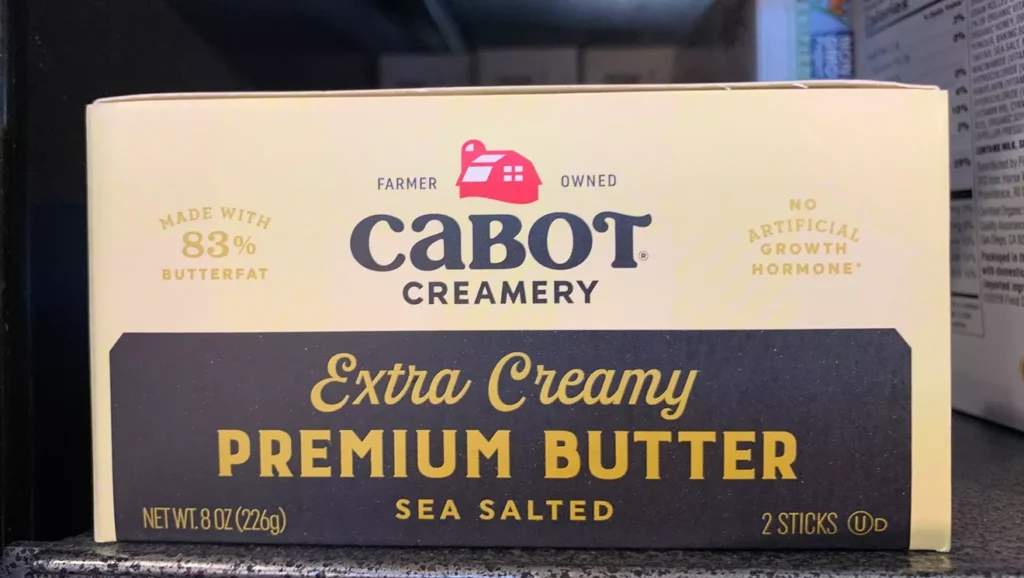 FARMER OWNED
CABOT®
CREAMERY
MADE WITH
83%
BUTTERFAT
NO
ARTIFICIAL
GROWTH
HORMONE*
Extra Creamy
PREMIUM BUTTER
SEA SALTED
NET WT. 8 OZ (226g)
2 STICKS UD